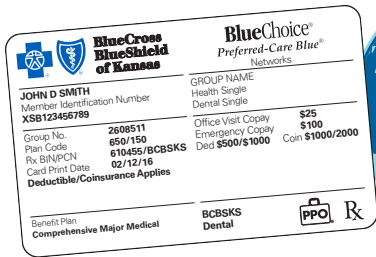 BlueCross
BlueShield
of Kansas
BlueChoice®
Preferred-Care Blue®
Networks
JOHN D SMITH
Member Identification Number
XSB123456789
GROUP NAME
Health Single
Dental Single
Group No. 2608511
Plan Code 650/150
Rx BIN/PCN 610455/BCBSKS
Card Print Date 02/12/16
Deductible/Coinsurance Applies
Office Visit Copay $25
Emergency Copay $100
Ded $500/$1000 Coin $1000/2000
Benefit Plan
Comprehensive Major Medical
BCBSKS
Dental
PPO®
Rx